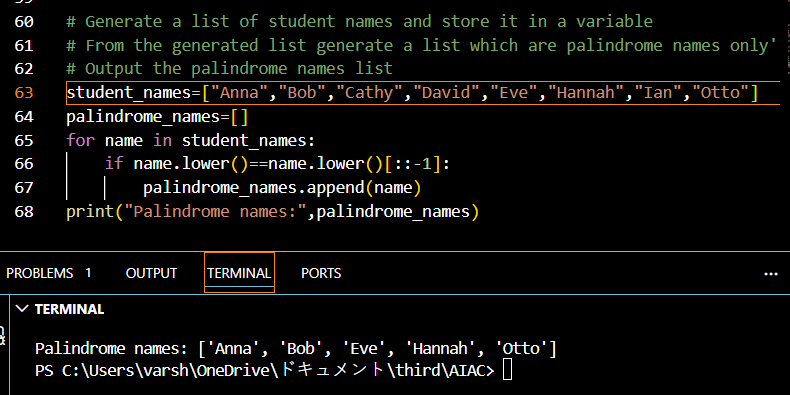 60 # Generate a list of student names and store it in a variable
61 # From the generated list generate a list which are palindrome names only'
62 # Output the palindrome names list
63 student_names=["Anna","Bob","Cathy","David","Eve","Hannah","Ian","Otto"]
64 palindrome_names=[]
65 for name in student_names:
66     if name.lower()==name.lower()[::-1]:
67         palindrome_names.append(name)
68 print("Palindrome names:",palindrome_names)
PROBLEMS 1 OUTPUT TERMINAL PORTS ...
TERMINAL
Palindrome names: ['Anna', 'Bob', 'Eve', 'Hannah', 'Otto']
PS C:\Users\varsh\OneDrive\ドキュメント\third\AIAC>